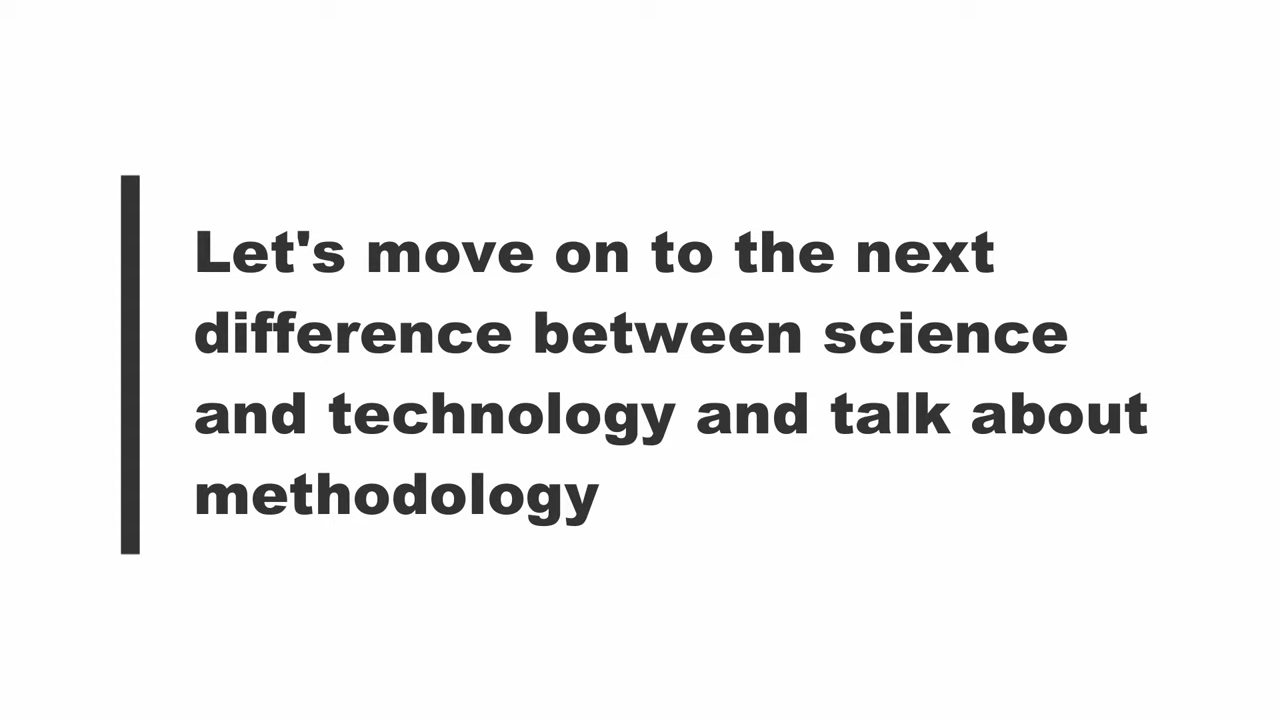 Let's move on to the next
difference between science
and technology and talk about
methodology